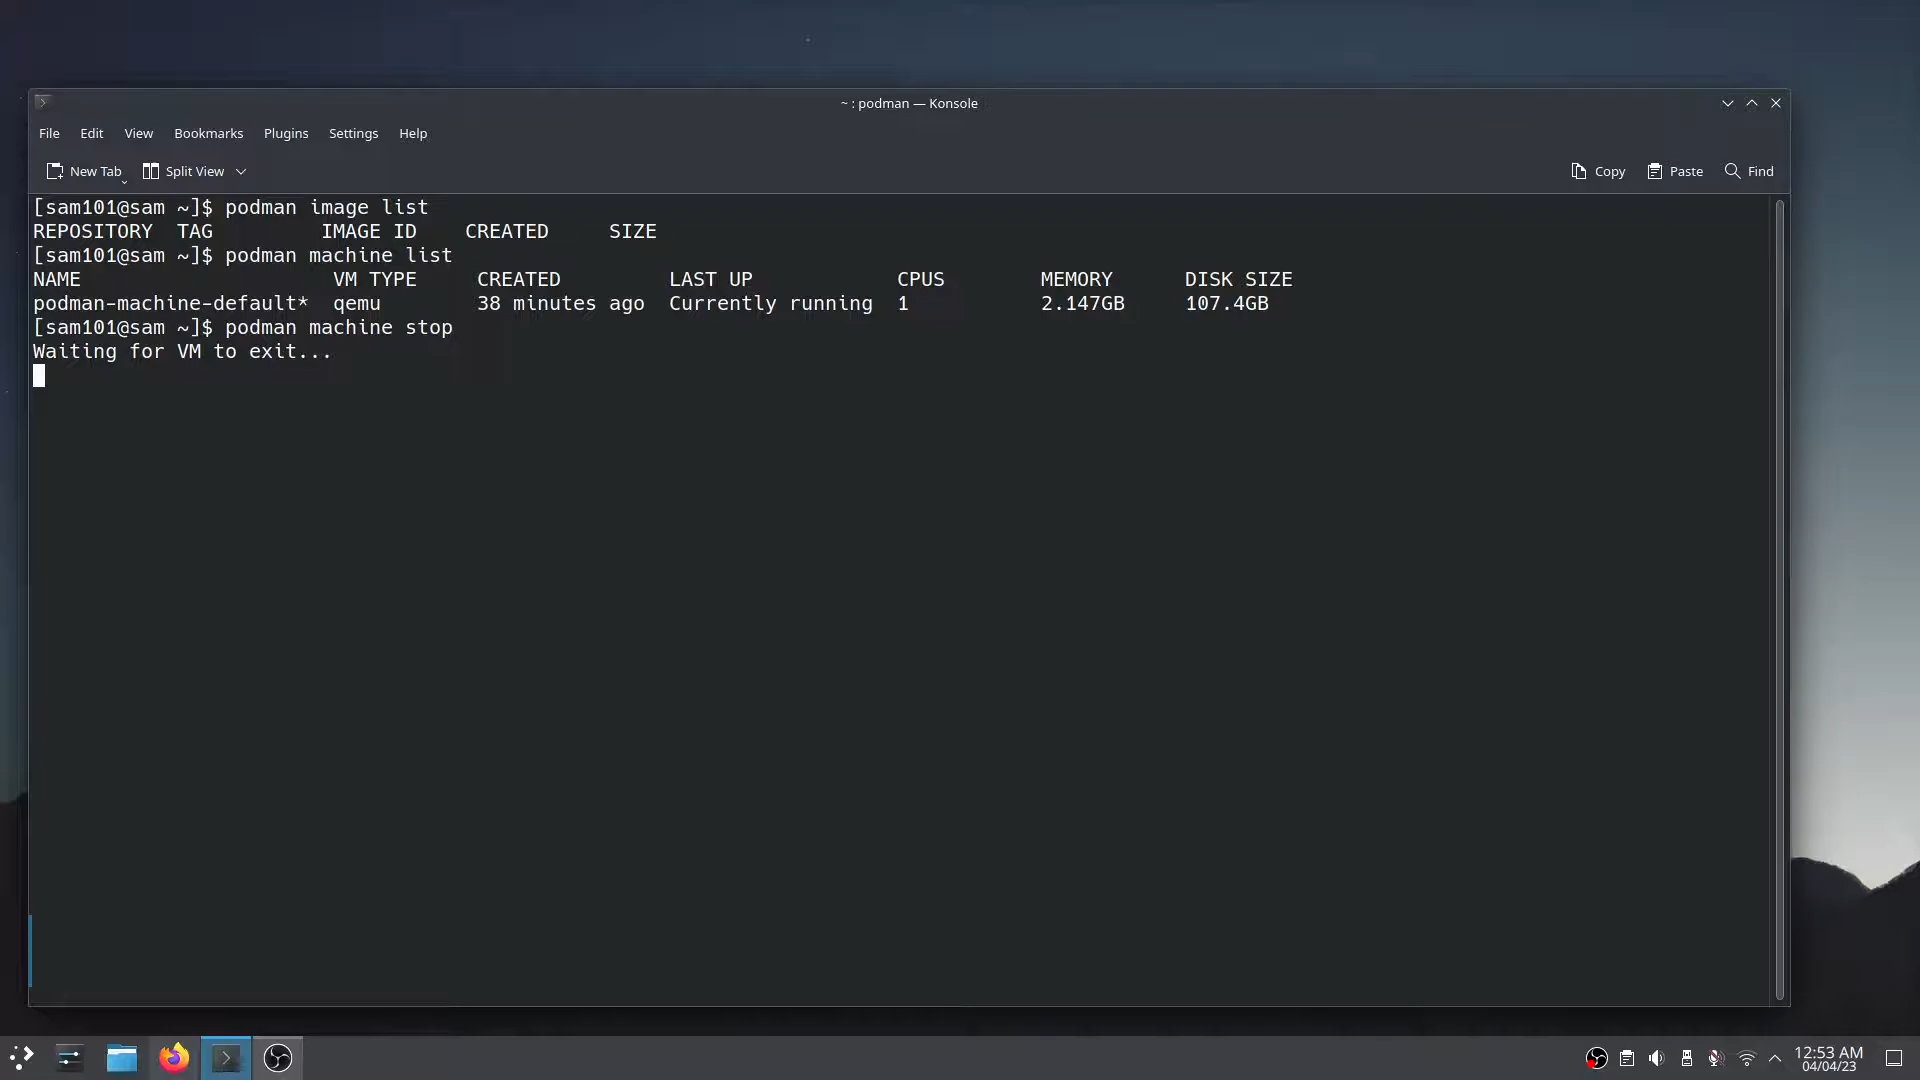 ~ : podman — Konsole
File Edit View Bookmarks Plugins Settings Help
New Tab Split View Copy Paste Find
[sam101@sam ~]$ podman image list
REPOSITORY TAG IMAGE ID CREATED SIZE
[sam101@sam ~]$ podman machine list
NAME VM TYPE CREATED LAST UP CPUS MEMORY DISK SIZE
podman-machine-default* qemu 38 minutes ago Currently running 1 2.147GB 107.4GB
[sam101@sam ~]$ podman machine stop
Waiting for VM to exit...
12:53 AM
04/04/23